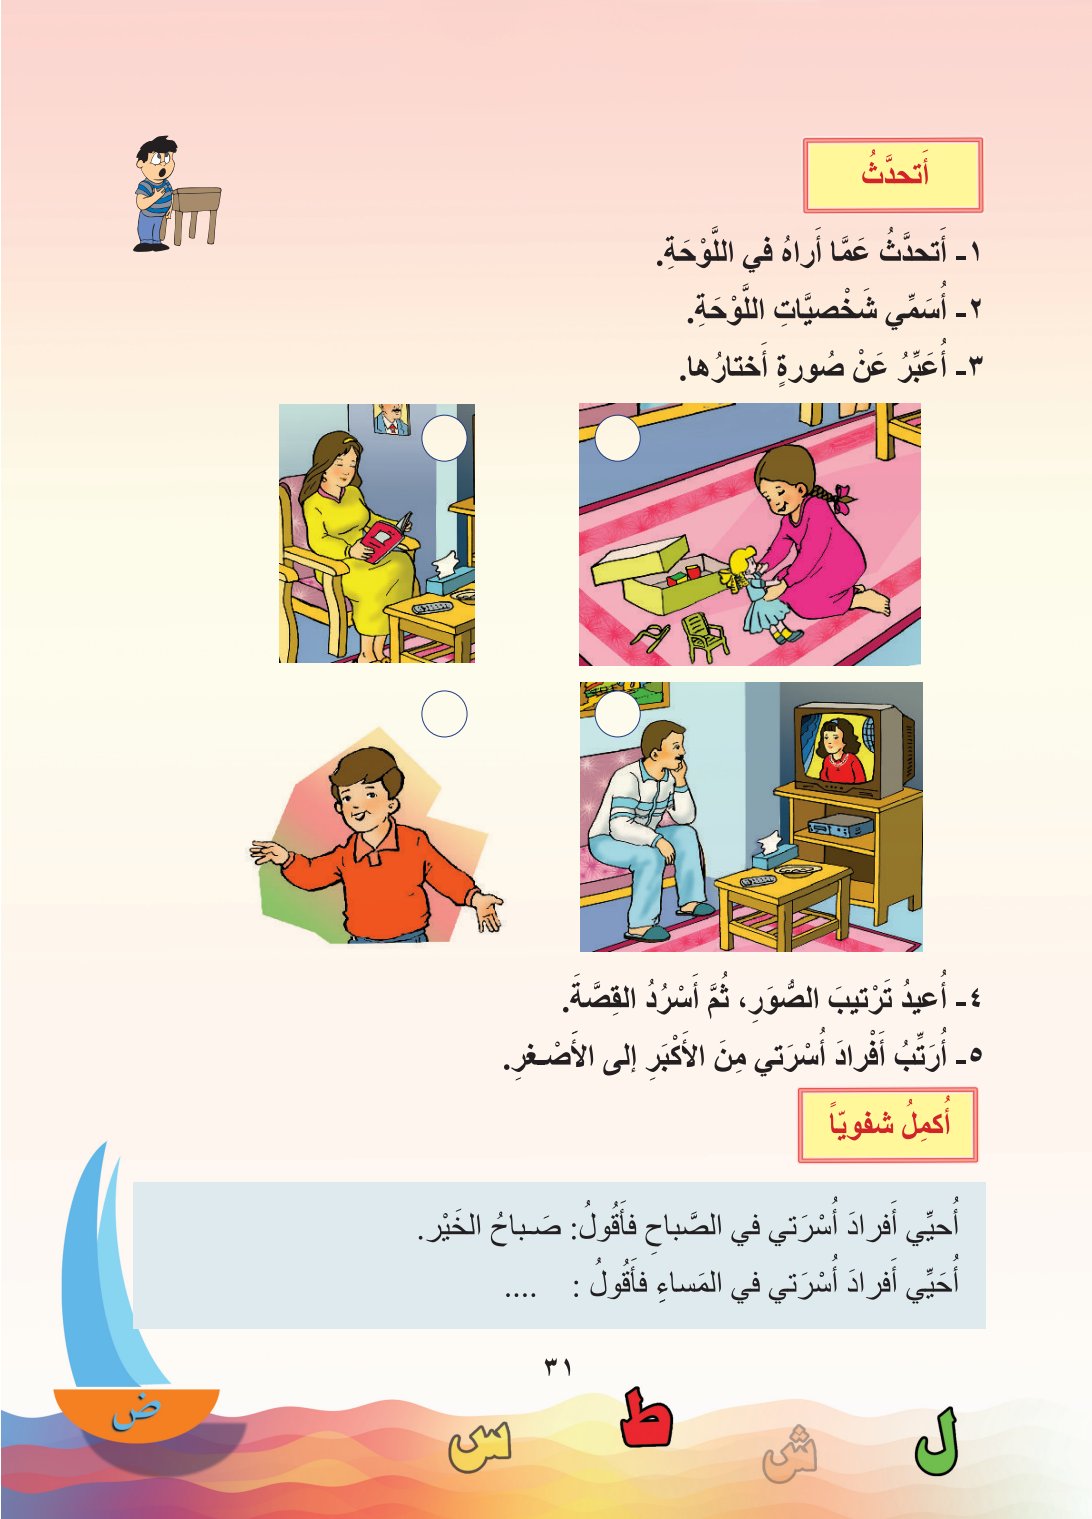 أَتحدَّثُ
١ـ أَتحدَّثُ عَمَّا أَراهُ في اللَّوْحَةِ.
٢ـ أُسَمِّي شَخْصيَّاتِ اللَّوْحَةِ.
٣ـ أُعَبِّرُ عَنْ صُورةٍ أَختارُها.
٤ـ أُعيدُ تَرْتيبَ الصُّوَرِ، ثُمَّ أَسْرُدُ القِصَّةَ.
٥ـ أُرَتِّبُ أَفْرادَ أُسْرَتي مِنَ الأَكْبَرِ إلى الأَصْـغرِ.
أُكمِلُ شفويّاً
أُحيِّي أَفرادَ أُسْرَتي في الصَّباحِ فأَقُولُ: صَـباحُ الخَيْر.
أُحَيِّي أَفرادَ أُسْرَتي في المَساءِ فأَقُولُ : ....
٣١
ض
ل ش ط س